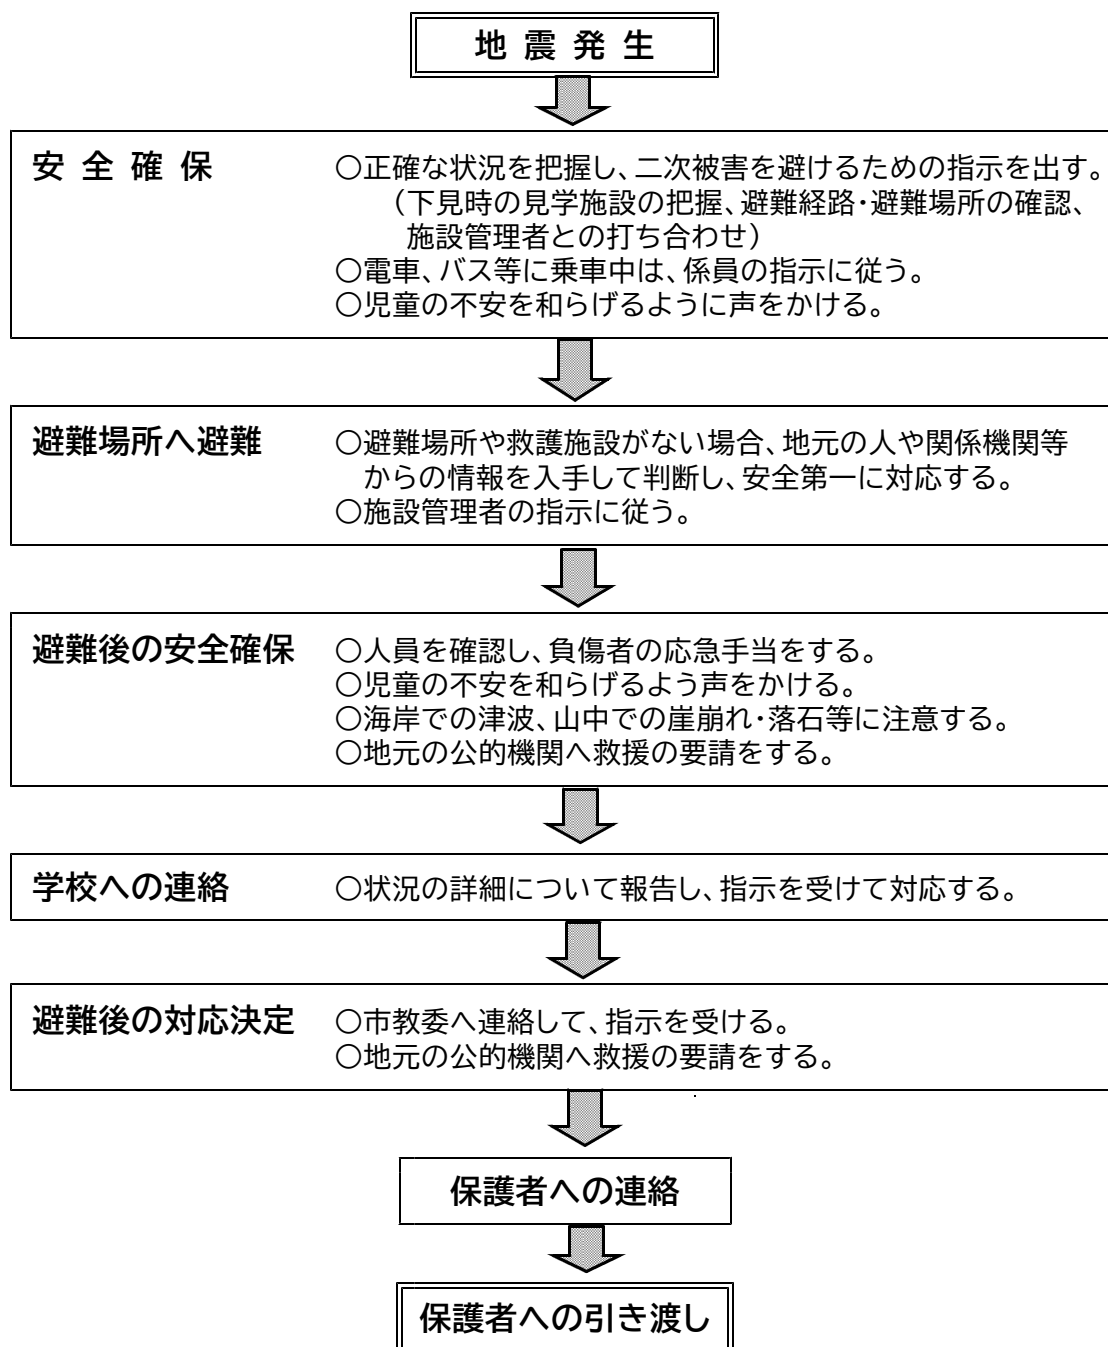 地 震 発 生
安 全 確 保
○正確な状況を把握し、二次被害を避けるための指示を出す。
（下見時の見学施設の把握、避難経路・避難場所の確認、
施設管理者との打ち合わせ）
○電車、バス等に乗車中は、係員の指示に従う。
○児童の不安を和らげるように声をかける。
避難場所へ避難
○避難場所や救護施設がない場合、地元の人や関係機関等
からの情報を入手して判断し、安全第一に対応する。
○施設管理者の指示に従う。
避難後の安全確保
○人員を確認し、負傷者の応急手当をする。
○児童の不安を和らげるよう声をかける。
○海岸での津波、山中での崖崩れ・落石等に注意する。
○地元の公的機関へ救援の要請をする。
学校への連絡
○状況の詳細について報告し、指示を受けて対応する。
避難後の対応決定
○市教委へ連絡して、指示を受ける。
○地元の公的機関へ救援の要請をする。
保護者への連絡
保護者への引き渡し